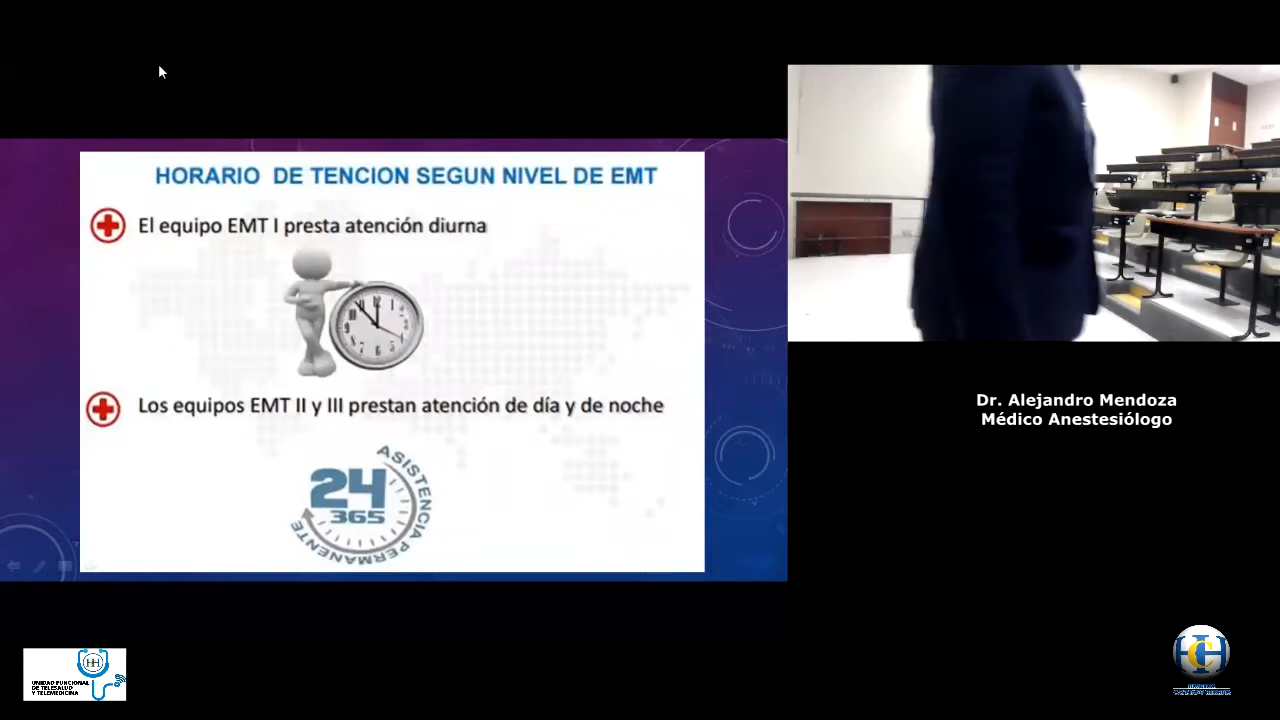 HORARIO DE TENCION SEGUN NIVEL DE EMT
El equipo EMT I presta atención diurna
Los equipos EMT II y III prestan atención de día y de noche
24
365
ASISTENCIA PERMANENTE
Dr. Alejandro Mendoza
Médico Anestesiólogo
UNIDAD FUNCIONAL
DE TELESALUD
Y TELEMEDICINA